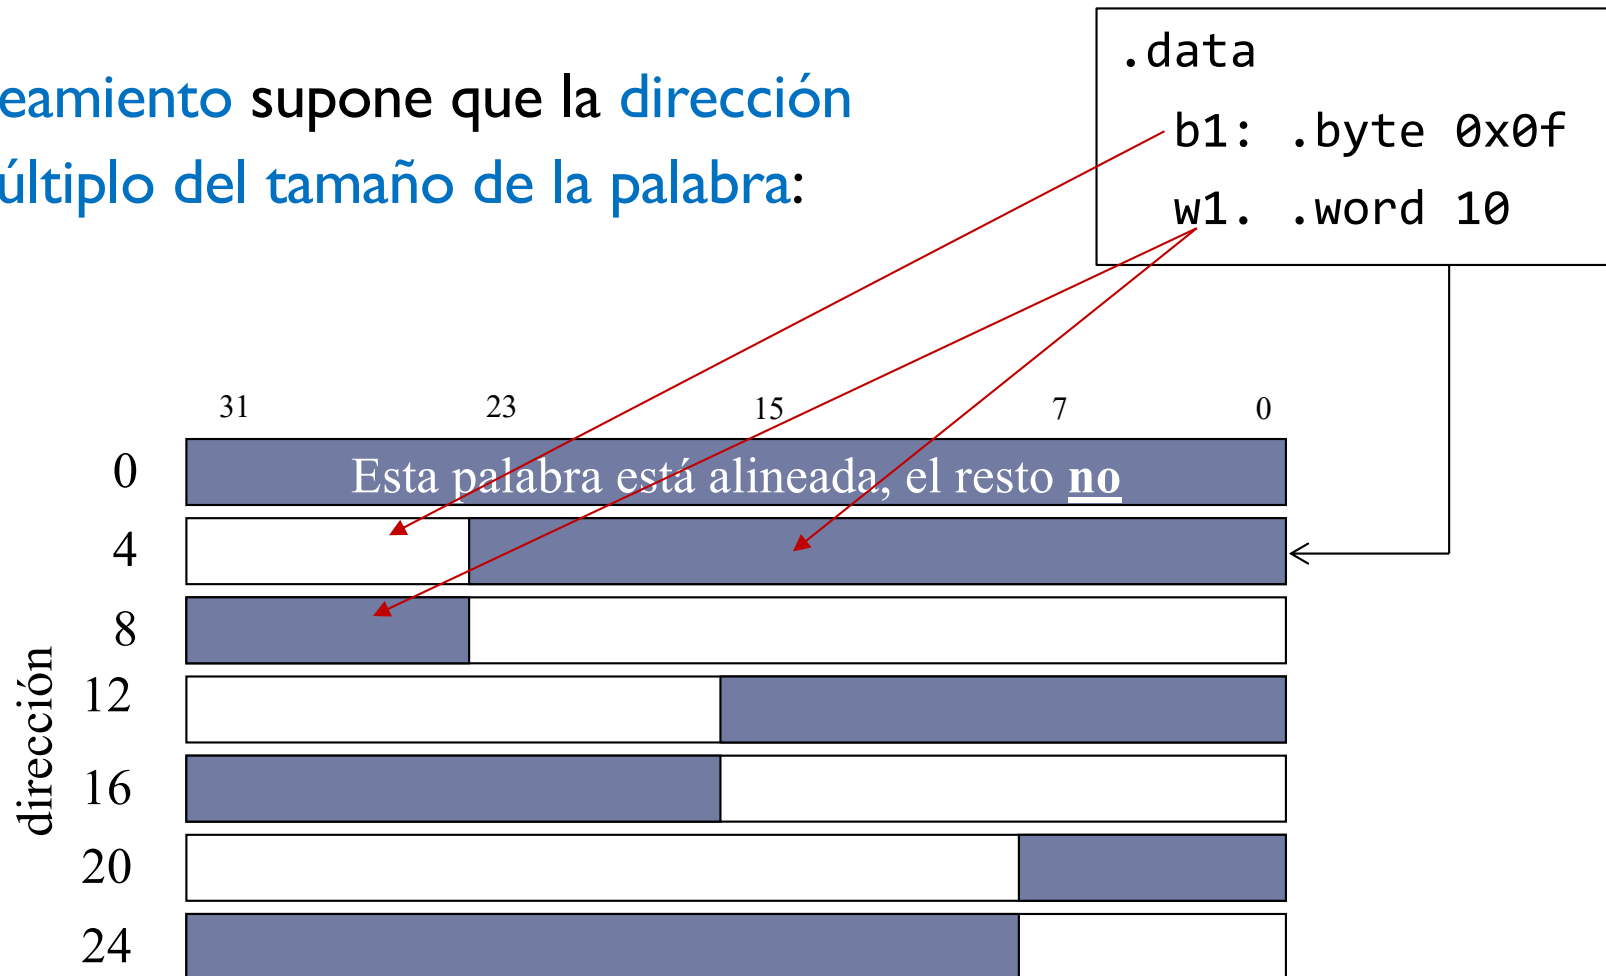 eamiento supone que la dirección
últiplo del tamaño de la palabra:
.data
b1: .byte 0x0f
w1. .word 10
31 23 15 7 0
0 Esta palabra está alineada, el resto no
4
8
12
16
20
24
dirección